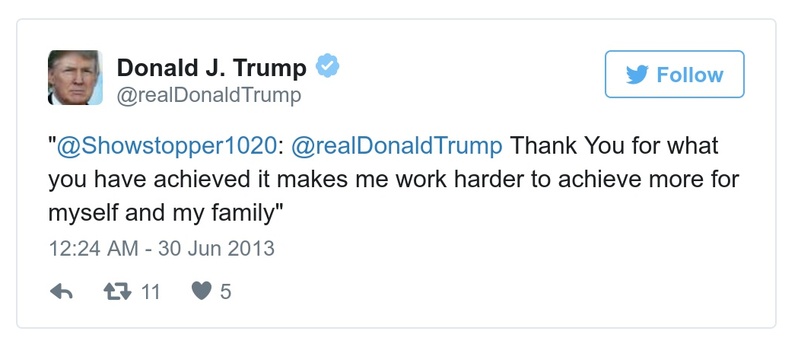 Donald J. Trump
@realDonaldTrump
Follow
"@Showstopper1020: @realDonaldTrump Thank You for what
you have achieved it makes me work harder to achieve more for
myself and my family"
12:24 AM - 30 Jun 2013
11 5